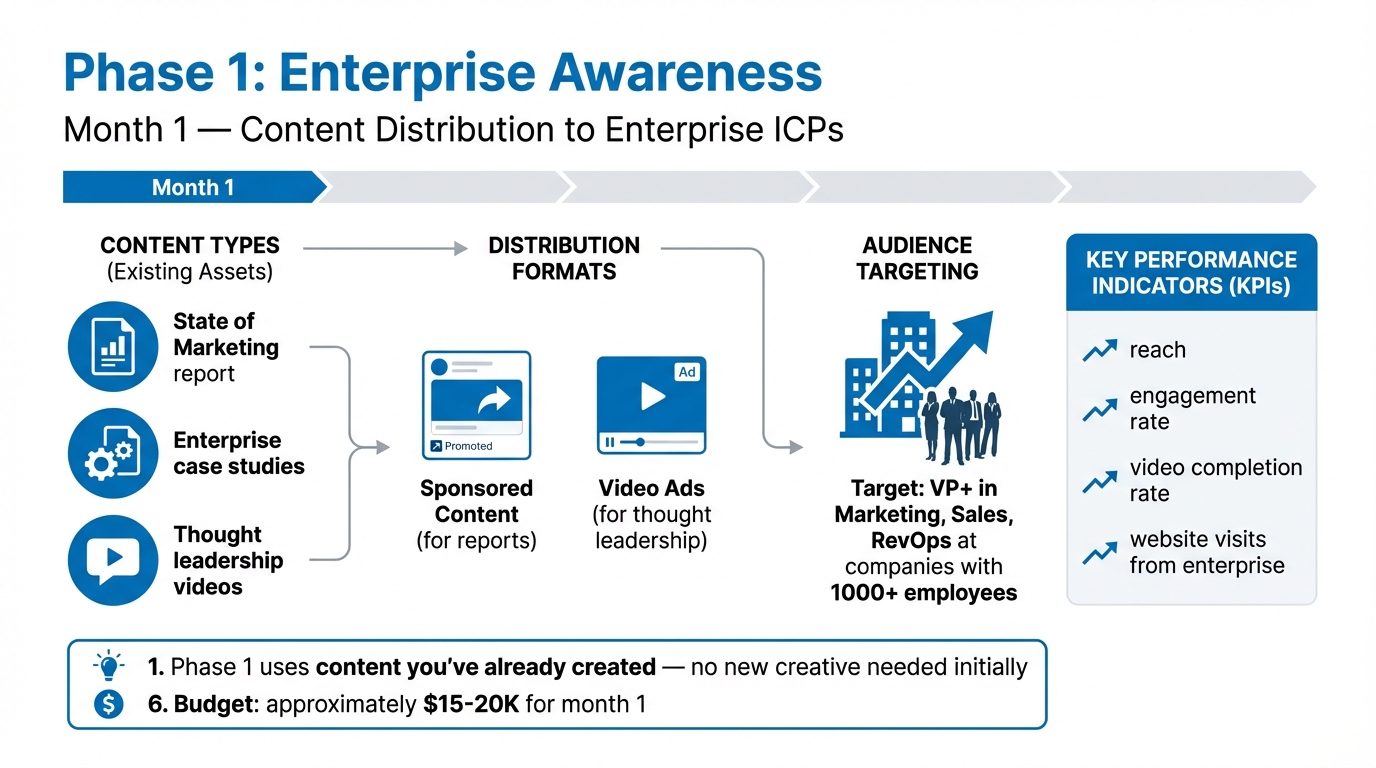 Phase 1: Enterprise Awareness
Month 1 — Content Distribution to Enterprise ICPs
Month 1
CONTENT TYPES
(Existing Assets)
State of
Marketing
report
Enterprise
case studies
Thought
leadership
videos
DISTRIBUTION
FORMATS
Promoted
Sponsored
Content
(for reports)
Ad
Video Ads
(for thought
leadership)
AUDIENCE
TARGETING
Target: VP+ in
Marketing, Sales,
RevOps at
companies with
1000+ employees
KEY PERFORMANCE
INDICATORS (KPIs)
reach
engagement
rate
video completion
rate
website visits
from enterprise
1. Phase 1 uses content you’ve already created — no new creative needed initially
$
6. Budget: approximately $15-20K for month 1